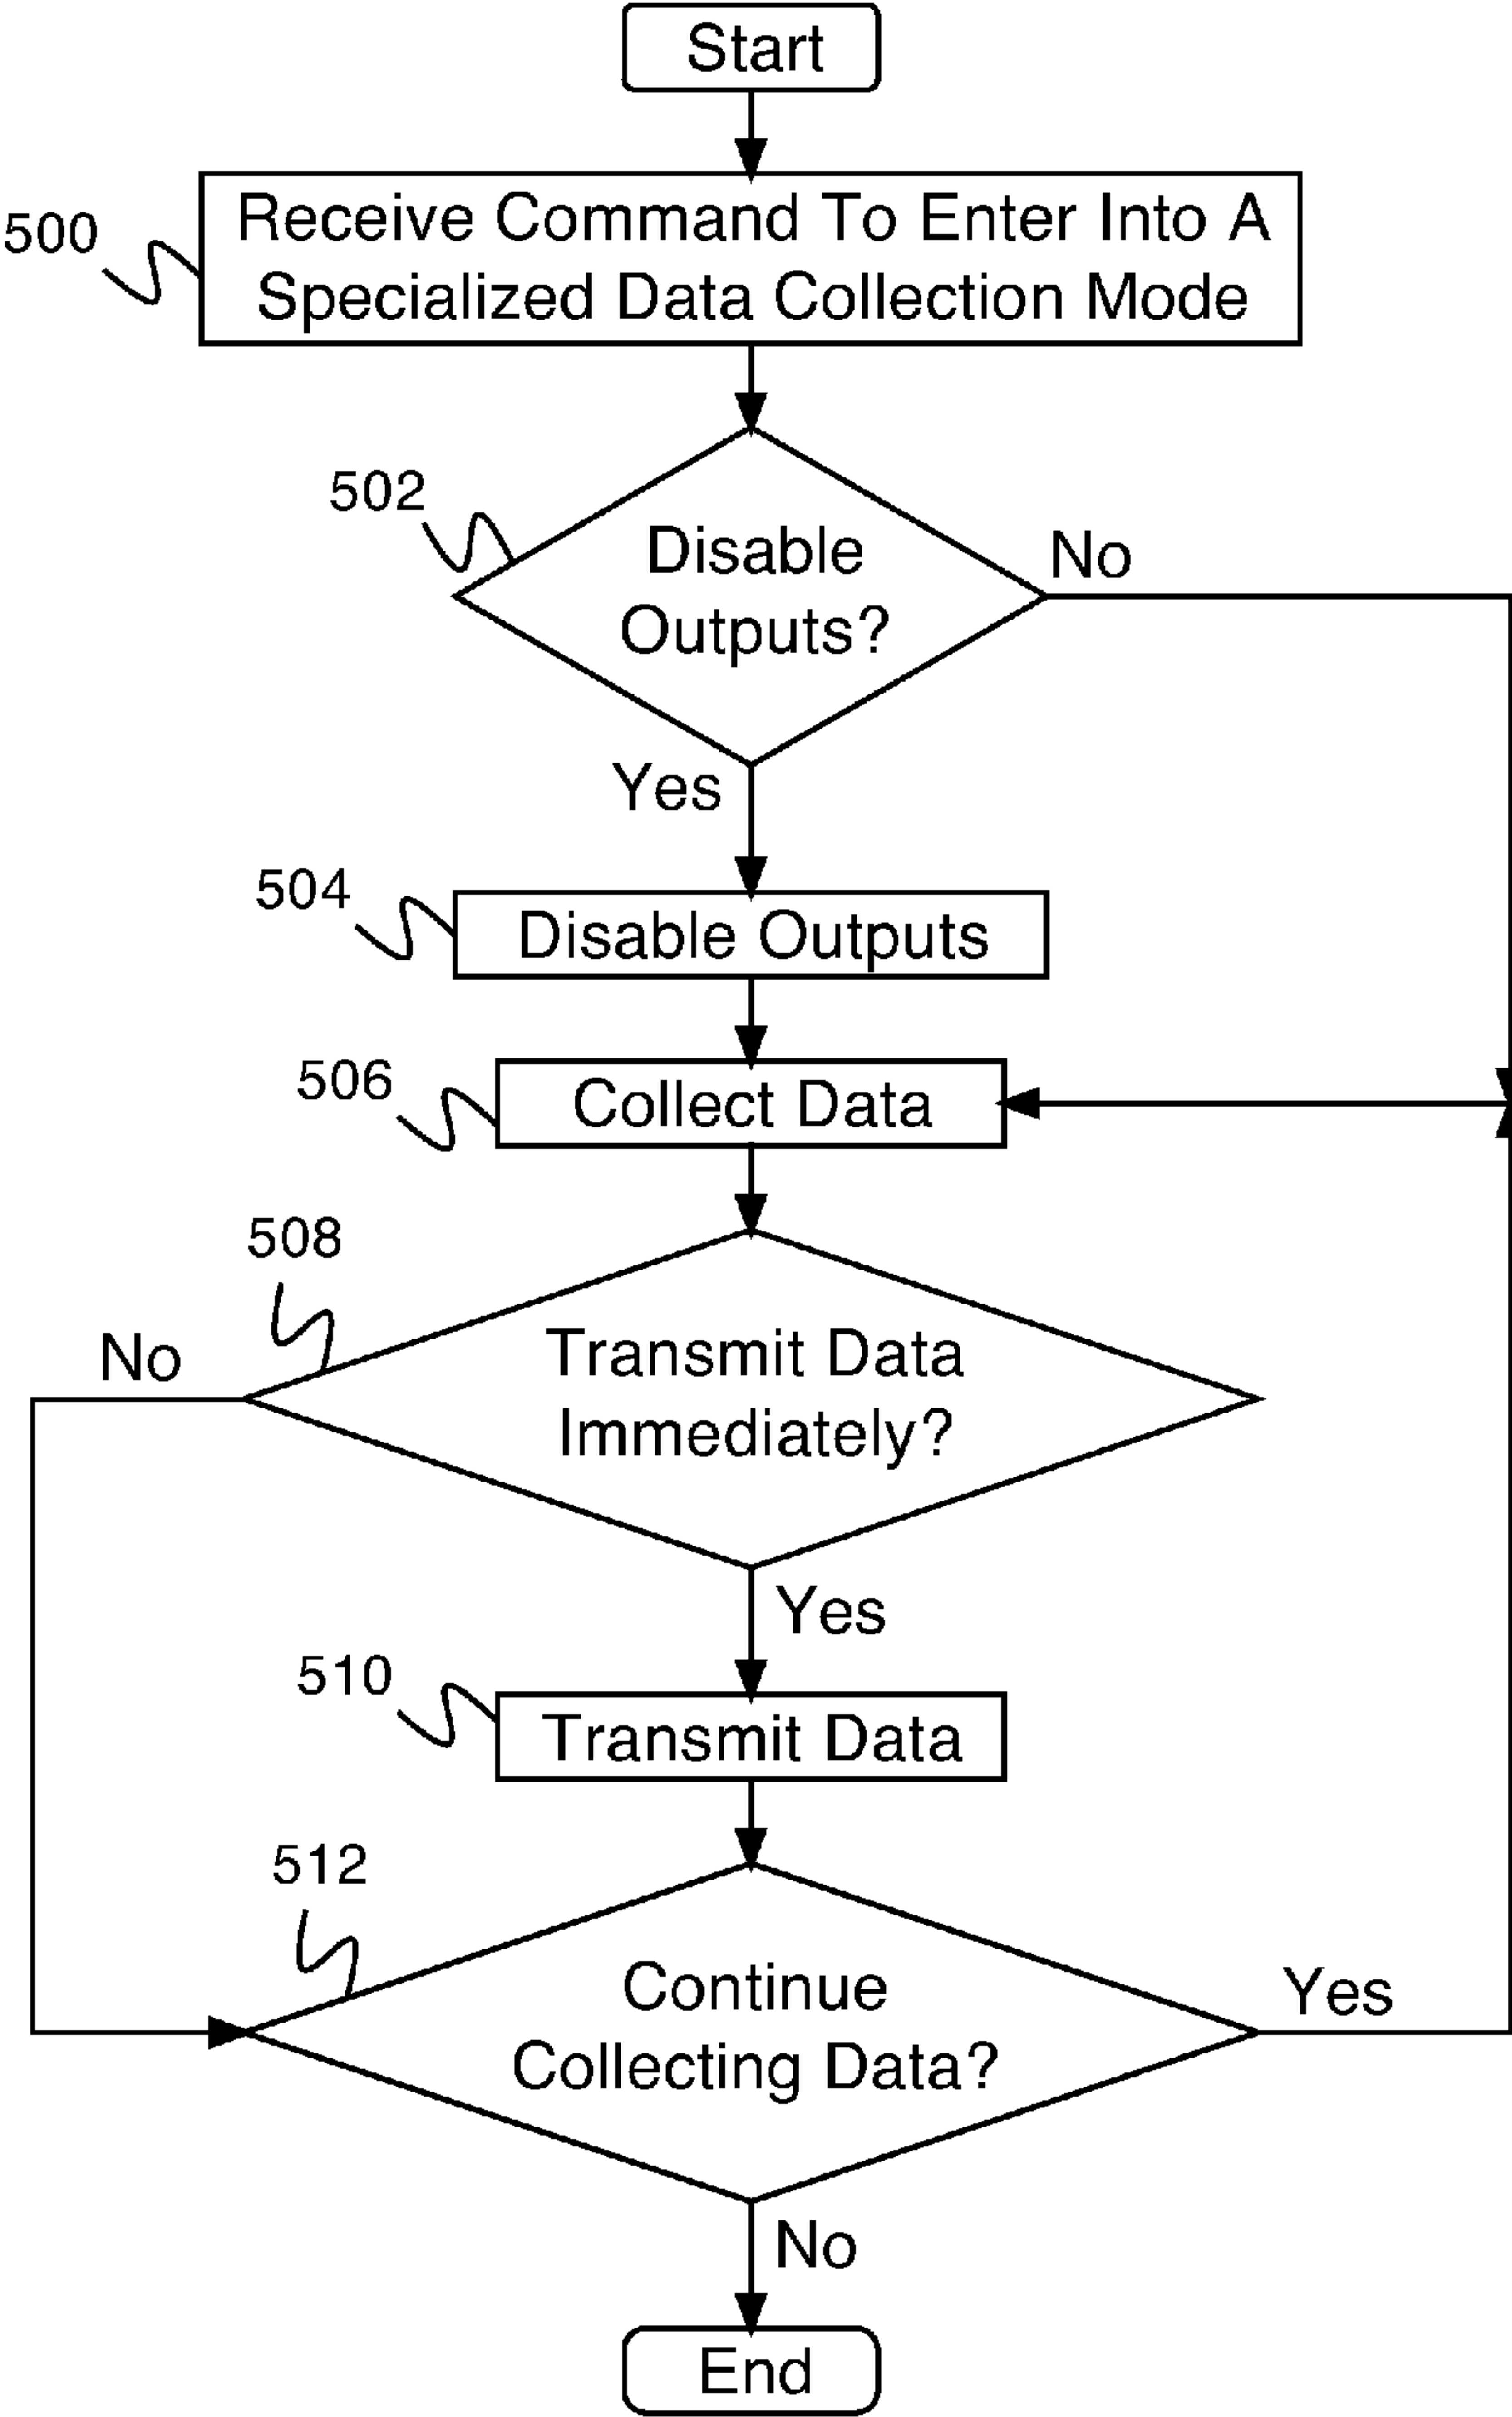 Start
500
Receive Command To Enter Into A
Specialized Data Collection Mode
502
Disable
Outputs?
No
Yes
504
Disable Outputs
506
Collect Data
508
No
Transmit Data
Immediately?
Yes
510
Transmit Data
512
Continue
Collecting Data?
Yes
No
End